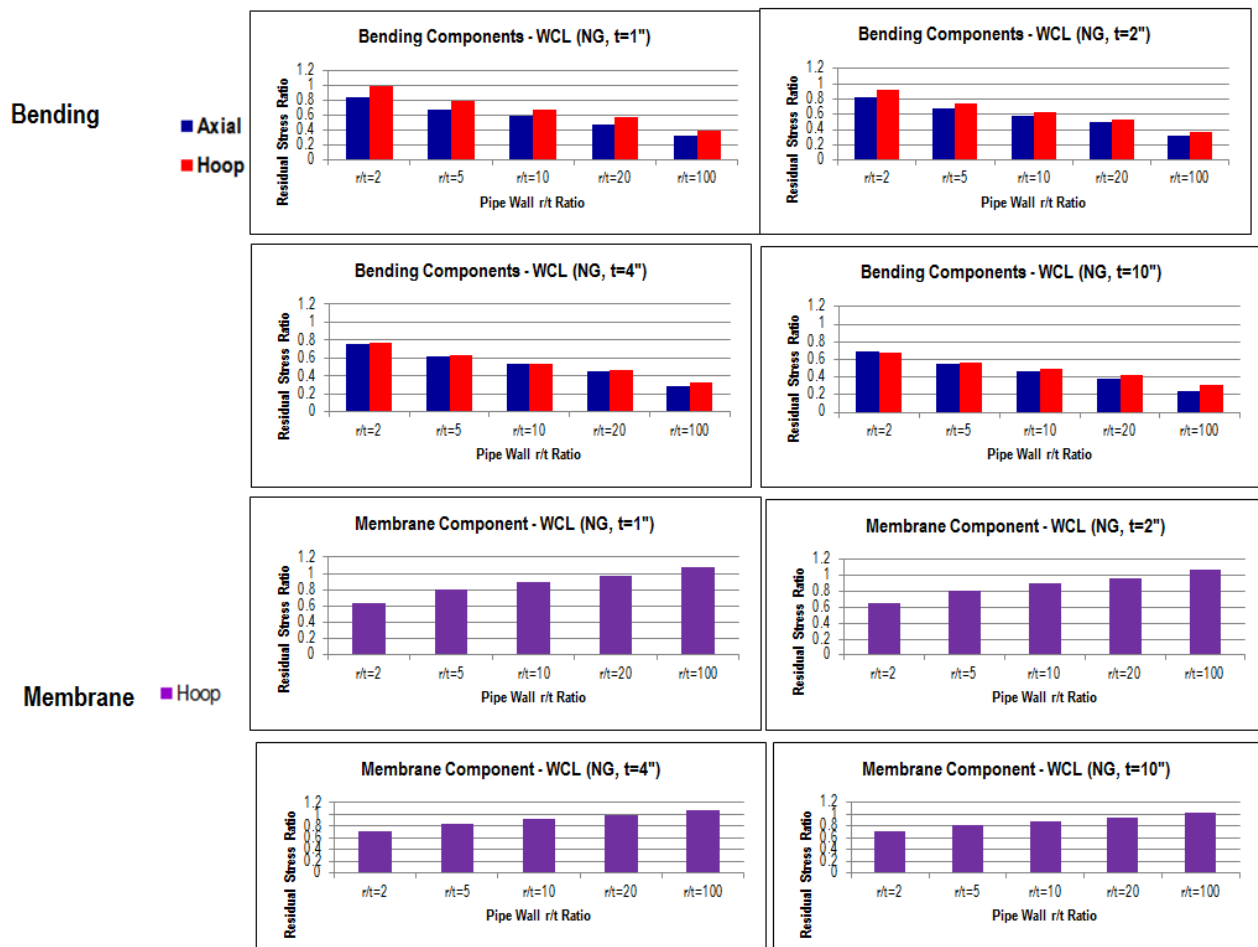 Bending
Axial
Hoop
Bending Components - WCL (NG, t=1")
Residual Stress Ratio
1.2
1
0.8
0.6
0.4
0.2
0
r/t=2 r/t=5 r/t=10 r/t=20 r/t=100
Pipe Wall r/t Ratio
Bending Components - WCL (NG, t=2")
Residual Stress Ratio
1.2
1
0.8
0.6
0.4
0.2
0
r/t=2 r/t=5 r/t=10 r/t=20 r/t=100
Pipe Wall r/t Ratio
Bending Components - WCL (NG, t=4")
Residual Stress Ratio
1.2
1
0.8
0.6
0.4
0.2
0
r/t=2 r/t=5 r/t=10 r/t=20 r/t=100
Pipe Wall r/t Ratio
Bending Components - WCL (NG, t=10")
Residual Stress Ratio
1.2
1
0.8
0.6
0.4
0.2
0
r/t=2 r/t=5 r/t=10 r/t=20 r/t=100
Pipe Wall r/t Ratio
Membrane
Hoop
Membrane Component - WCL (NG, t=1")
Residual Stress Ratio
1.2
1
0.8
0.6
0.4
0.2
0
r/t=2 r/t=5 r/t=10 r/t=20 r/t=100
Pipe Wall r/t Ratio
Membrane Component - WCL (NG, t=2")
Residual Stress Ratio
1.2
1
0.8
0.6
0.4
0.2
0
r/t=2 r/t=5 r/t=10 r/t=20 r/t=100
Pipe Wall r/t Ratio
Membrane Component - WCL (NG, t=4")
Residual Stress Ratio
1.2
1
0.8
0.6
0.4
0.2
0
r/t=2 r/t=5 r/t=10 r/t=20 r/t=100
Pipe Wall r/t Ratio
Membrane Component - WCL (NG, t=10")
Residual Stress Ratio
1.2
1
0.8
0.6
0.4
0.2
0
r/t=2 r/t=5 r/t=10 r/t=20 r/t=100
Pipe Wall r/t Ratio